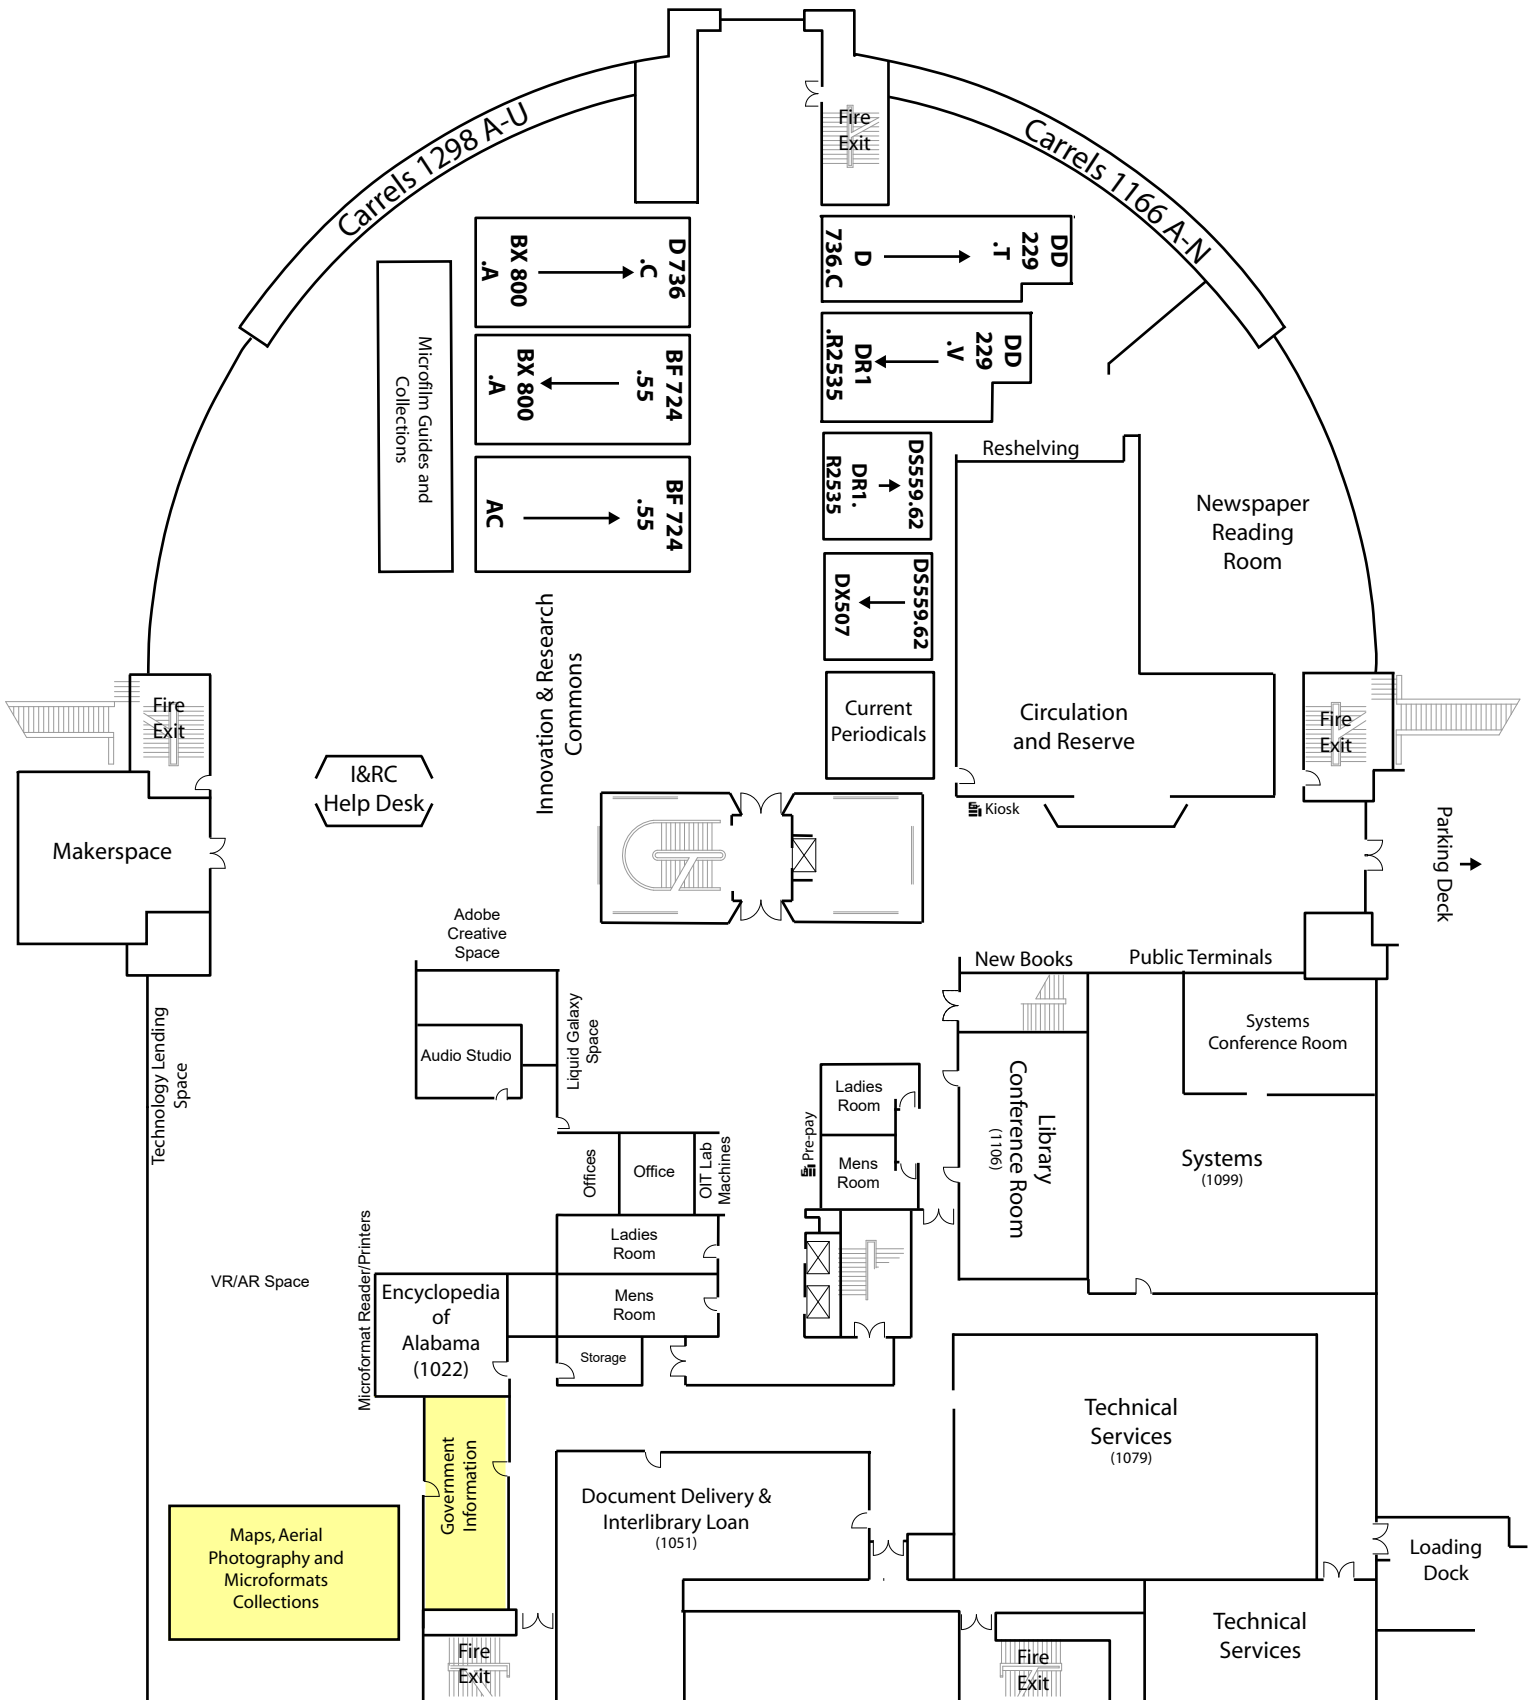 Carrels 1298 A-U
Fire
Exit
Carrels 1166 A-N
D 736
.C
BX 800
.A
D
736.C
DD
229
.T
BF 724
.55
BX 800
.A
DD
229
.V
DR1
.R2535
Microfilm Guides and
Collections
BF 724
.55
AC
DS559.62
DR1.
R2535
Reshelving
Newspaper
Reading
Room
DS559.62
DX507
Innovation & Research
Commons
Current
Periodicals
Circulation
and Reserve
Fire
Exit
Fire
Exit
I&RC
Help Desk
Kiosk
Makerspace
Parking Deck
Adobe
Creative
Space
New Books
Public Terminals
Technology Lending
Space
Audio Studio
Liquid Galaxy
Space
Systems
Conference Room
Ladies
Room
Library
Conference Room
(1106)
Pre-pay
Mens
Room
Systems
(1099)
Offices
Office
OIT Lab
Machines
Ladies
Room
Microformat Reader/Printers
VR/AR Space
Encyclopedia
of
Alabama
(1022)
Mens
Room
Storage
Technical
Services
(1079)
Government
Information
Document Delivery &
Interlibrary Loan
(1051)
Maps, Aerial
Photography and
Microformats
Collections
Loading
Dock
Technical
Services
Fire
Exit
Fire
Exit